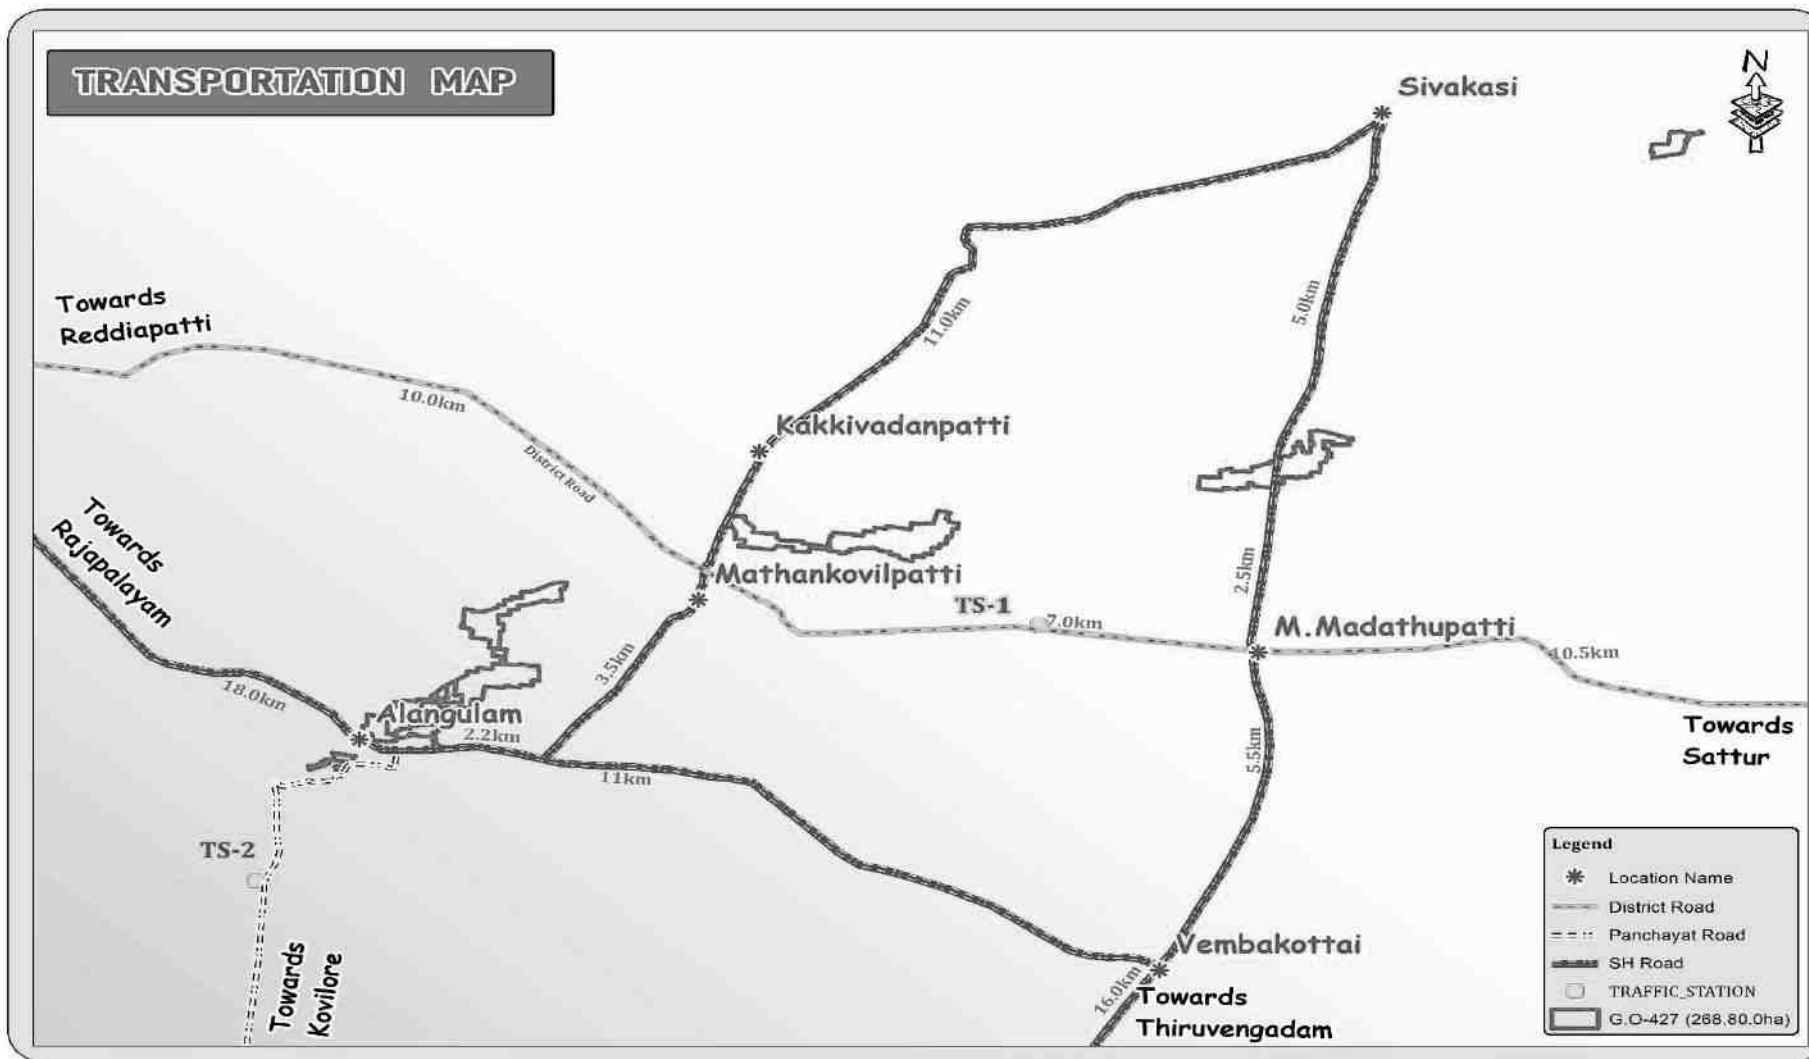 TRANSPORTATION MAP
N
Sivakasi
Towards
Reddiapatti
5.0km
11.0km
10.0km
Kakkivadanpatti
District Road
Towards
Rajapalayam
Mathankovilpatti
2.5km
TS-1
7.0km
M.Madathupatti
10.5km
3.5km
18.0km
Alangulam
2.2km
11km
5.5km
Towards
Sattur
TS-2
Towards
Kovilore
Vembakottai
16.0km
Towards
Thiruvengadam
Legend
Location Name
District Road
Panchayat Road
SH Road
TRAFFIC_STATION
G.O-427 (268.80.0ha)